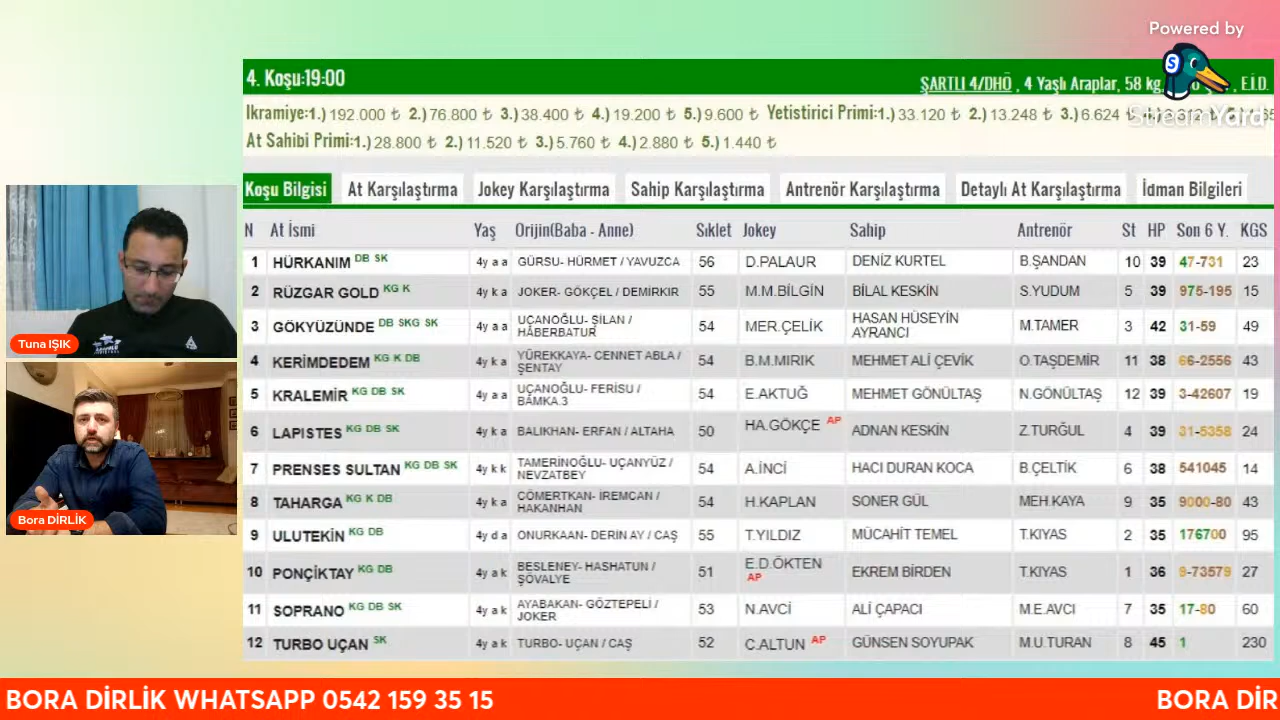 Powered by
StreamYard
4. Koşu:19:00
ŞARTLI 4/DHÖ , 4 Yaşlı Araplar, 58 kg, , E.İ.D.
Ikramiye:1.) 192.000 ₺ 2.) 76.800 ₺ 3.) 38.400 ₺ 4.) 19.200 ₺ 5.) 9.600 ₺ Yetistirici Primi:1.) 33.120 ₺ 2.) 13.248 ₺ 3.) 6.624 ₺
At Sahibi Primi:1.) 28.800 ₺ 2.) 11.520 ₺ 3.) 5.760 ₺ 4.) 2.880 ₺ 5.) 1.440 ₺
Koşu Bilgisi At Karşılaştırma Jokey Karşılaştırma Sahip Karşılaştırma Antrenör Karşılaştırma Detaylı At Karşılaştırma İdman Bilgileri
N At İsmi Yaş Orijin(Baba - Anne) Sıklet Jokey Sahip Antrenör St HP Son 6 Y. KGS
1 HÜRKANIM DB SK 4y a a GÜRSU- HÜRMET / YAVUZCA 56 D.PALAUR DENİZ KURTEL B.ŞANDAN 10 39 47-731 23
2 RÜZGAR GOLD KG K 4y k a JOKER- GÖKÇEL / DEMİRKIR 55 M.M.BİLGİN BİLAL KESKİN S.YUDUM 5 39 975-195 15
3 GÖKYÜZÜNDE DB SKG SK 4y a a UÇANOĞLU- ŞİLAN / HÁBERBATUR 54 MER.ÇELİK HASAN HÜSEYİN AYRANCI M.TAMER 3 42 31-59 49
4 KERİMDEDEM KG K DB 4y k a YÜREKKAYA- CENNET ABLA / ŞENTAY 54 B.M.MIRIK MEHMET ALİ ÇEVİK O.TAŞDEMİR 11 38 66-2556 43
5 KRALEMİR KG DB SK 4y a a UÇANOĞLU- FERİSU / BAMKA.3 54 E.AKTUĞ MEHMET GÖNÜLTAŞ N.GÖNÜLTAŞ 12 39 3-42607 19
6 LAPISTES KG DB SK 4y k a BALIKHAN- ERFAN / ALTAHA 50 HA.GÖKÇE AP ADNAN KESKİN Z.TURĞUL 4 39 31-5358 24
7 PRENSES SULTAN KG DB SK 4y k k TAMERİNOĞLU- UÇANYÜZ / NEVZATBEY 54 A.İNCİ HACI DURAN KOCA B.ÇELTİK 6 38 541045 14
8 TAHARGA KG K DB 4y k a CÖMERTKAN- İREMCAN / HAKANHAN 54 H.KAPLAN SONER GÜL MEH.KAYA 9 35 9000-80 43
9 ULUTEKİN KG DB 4y d a ONURKAAN- DERİN AY / CAŞ 55 T.YILDIZ MÜCAHİT TEMEL T.KIYAS 2 35 176700 95
10 PONÇİKTAY KG DB 4y a k BESLENEY- HASHATUN / ŞÖVALYE 51 E.D.ÖKTEN AP EKREM BİRDEN T.KIYAS 1 36 9-73579 27
11 SOPRANO KG DB SK 4y a k AYABAKAN- GÖZTEPELİ / JOKER 53 N.AVCİ ALİ ÇAPACI M.E.AVCI 7 35 17-80 60
12 TURBO UÇAN SK 4y a k TURBO- UÇAN / CAŞ 52 C.ALTUN AP GÜNSEN SOYUPAK M.U.TURAN 8 45 1 230
Tuna IŞIK
Bora DİRLİK
BORA DİRLİK WHATSAPP 0542 159 35 15
BORA DİR